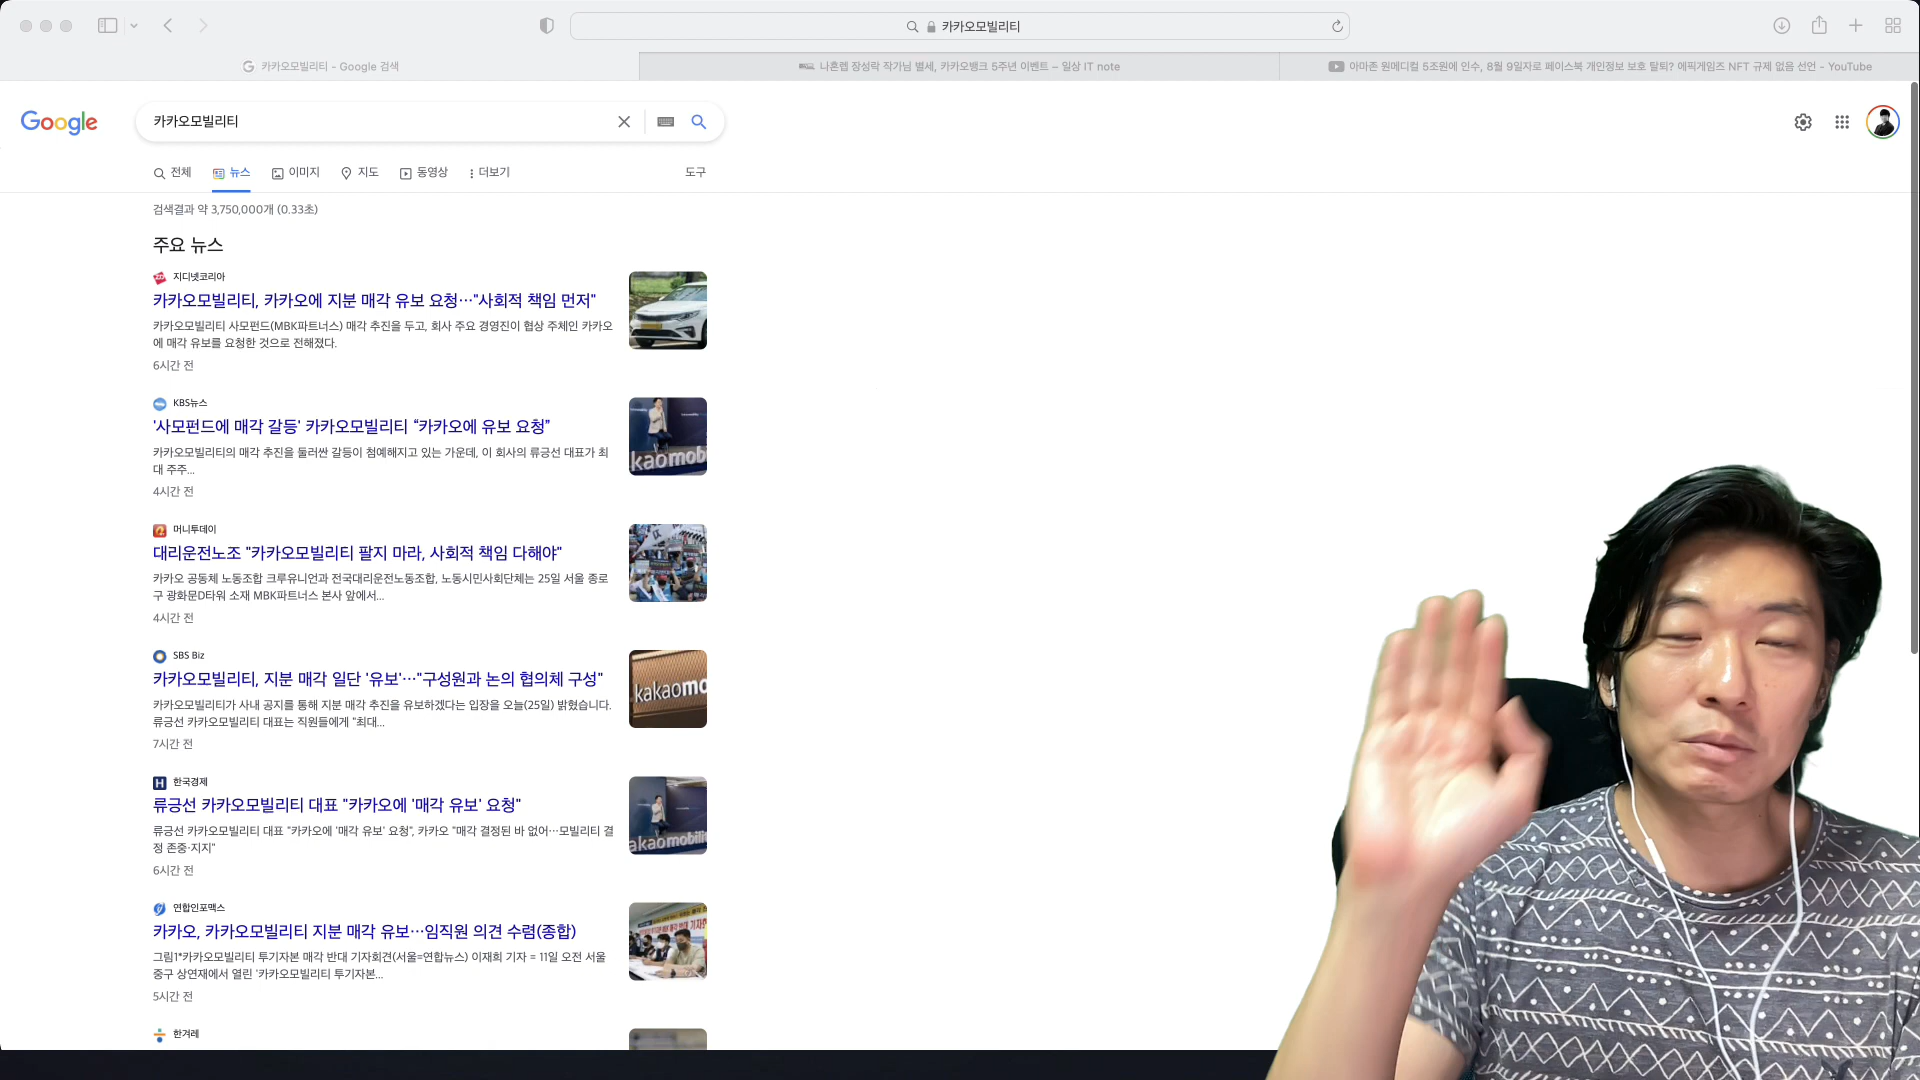 카카오모빌리티
카카오모빌리티 - Google 검색
나혼렙 장성락 작가님 별세, 카카오뱅크 5주년 이벤트 – 일상 IT note
아마존 원메디컬 5조원에 인수, 8월 9일자로 페이스북 개인정보 보호 탈퇴? 에픽게임즈 NFT 규제 없음 선언 - YouTube
Google
카카오모빌리티
전체
뉴스
이미지
지도
동영상
더보기
도구
검색결과 약 3,750,000개 (0.33초)
주요 뉴스
지디넷코리아
카카오모빌리티, 카카오에 지분 매각 유보 요청…"사회적 책임 먼저"
카카오모빌리티 사모펀드(MBK파트너스) 매각 추진을 두고, 회사 주요 경영진이 협상 주체인 카카오
에 매각 유보를 요청한 것으로 전해졌다.
6시간 전
KBS뉴스
'사모펀드에 매각 갈등' 카카오모빌리티 “카카오에 유보 요청”
카카오모빌리티의 매각 추진을 둘러싼 갈등이 첨예해지고 있는 가운데, 이 회사의 류긍선 대표가 최
대 주주...
4시간 전
kaomob
머니투데이
대리운전노조 "카카오모빌리티 팔지 마라, 사회적 책임 다해야"
카카오 공동체 노동조합 크루유니언과 전국대리운전노동조합, 노동시민사회단체는 25일 서울 종로
구 광화문D타워 소재 MBK파트너스 본사 앞에서...
4시간 전
SBS Biz
카카오모빌리티, 지분 매각 일단 '유보'…"구성원과 논의 협의체 구성"
카카오모빌리티가 사내 공지를 통해 지분 매각 추진을 유보하겠다는 입장을 오늘(25일) 밝혔습니다.
류긍선 카카오모빌리티 대표는 직원들에게 "최대...
7시간 전
kakaomo
한국경제
류긍선 카카오모빌리티 대표 "카카오에 '매각 유보' 요청"
류긍선 카카오모빌리티 대표 "카카오에 '매각 유보' 요청", 카카오 "매각 결정된 바 없어…모빌리티 결
정 존중·지지"
6시간 전
akaomobili
연합인포맥스
카카오, 카카오모빌리티 지분 매각 유보…임직원 의견 수렴(종합)
그림1*카카오모빌리티 투기자본 매각 반대 기자회견(서울=연합뉴스) 이재희 기자 = 11일 오전 서울
중구 상연재에서 열린 '카카오모빌리티 투기자본...
5시간 전
한겨레